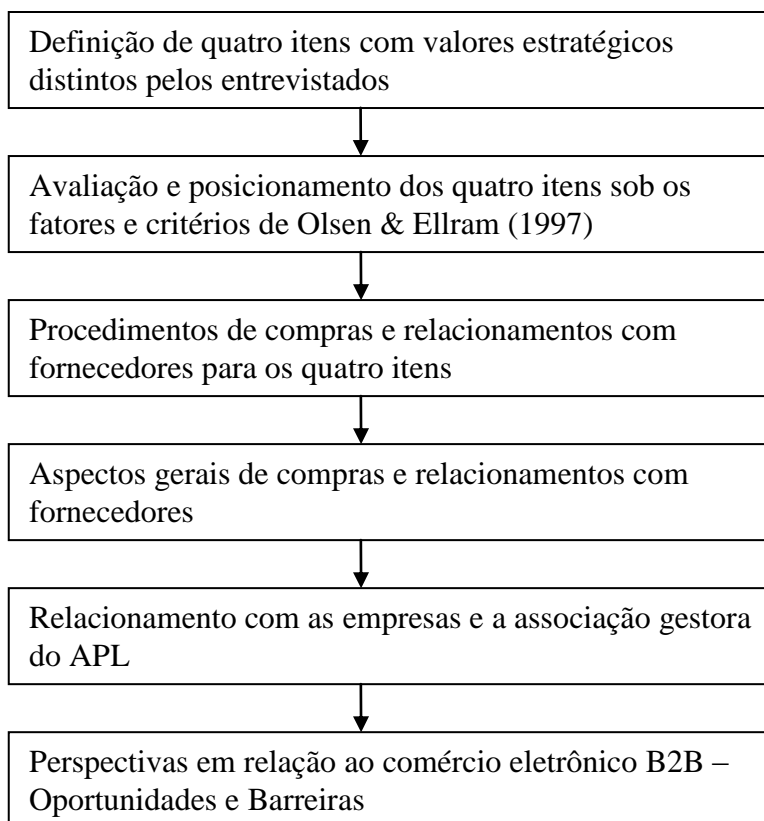 Definição de quatro itens com valores estratégicos
distintos pelos entrevistados
Avaliação e posicionamento dos quatro itens sob os
fatores e critérios de Olsen & Ellram (1997)
Procedimentos de compras e relacionamentos com
fornecedores para os quatro itens
Aspectos gerais de compras e relacionamentos com
fornecedores
Relacionamento com as empresas e a associação gestora
do APL
Perspectivas em relação ao comércio eletrônico B2B –
Oportunidades e Barreiras